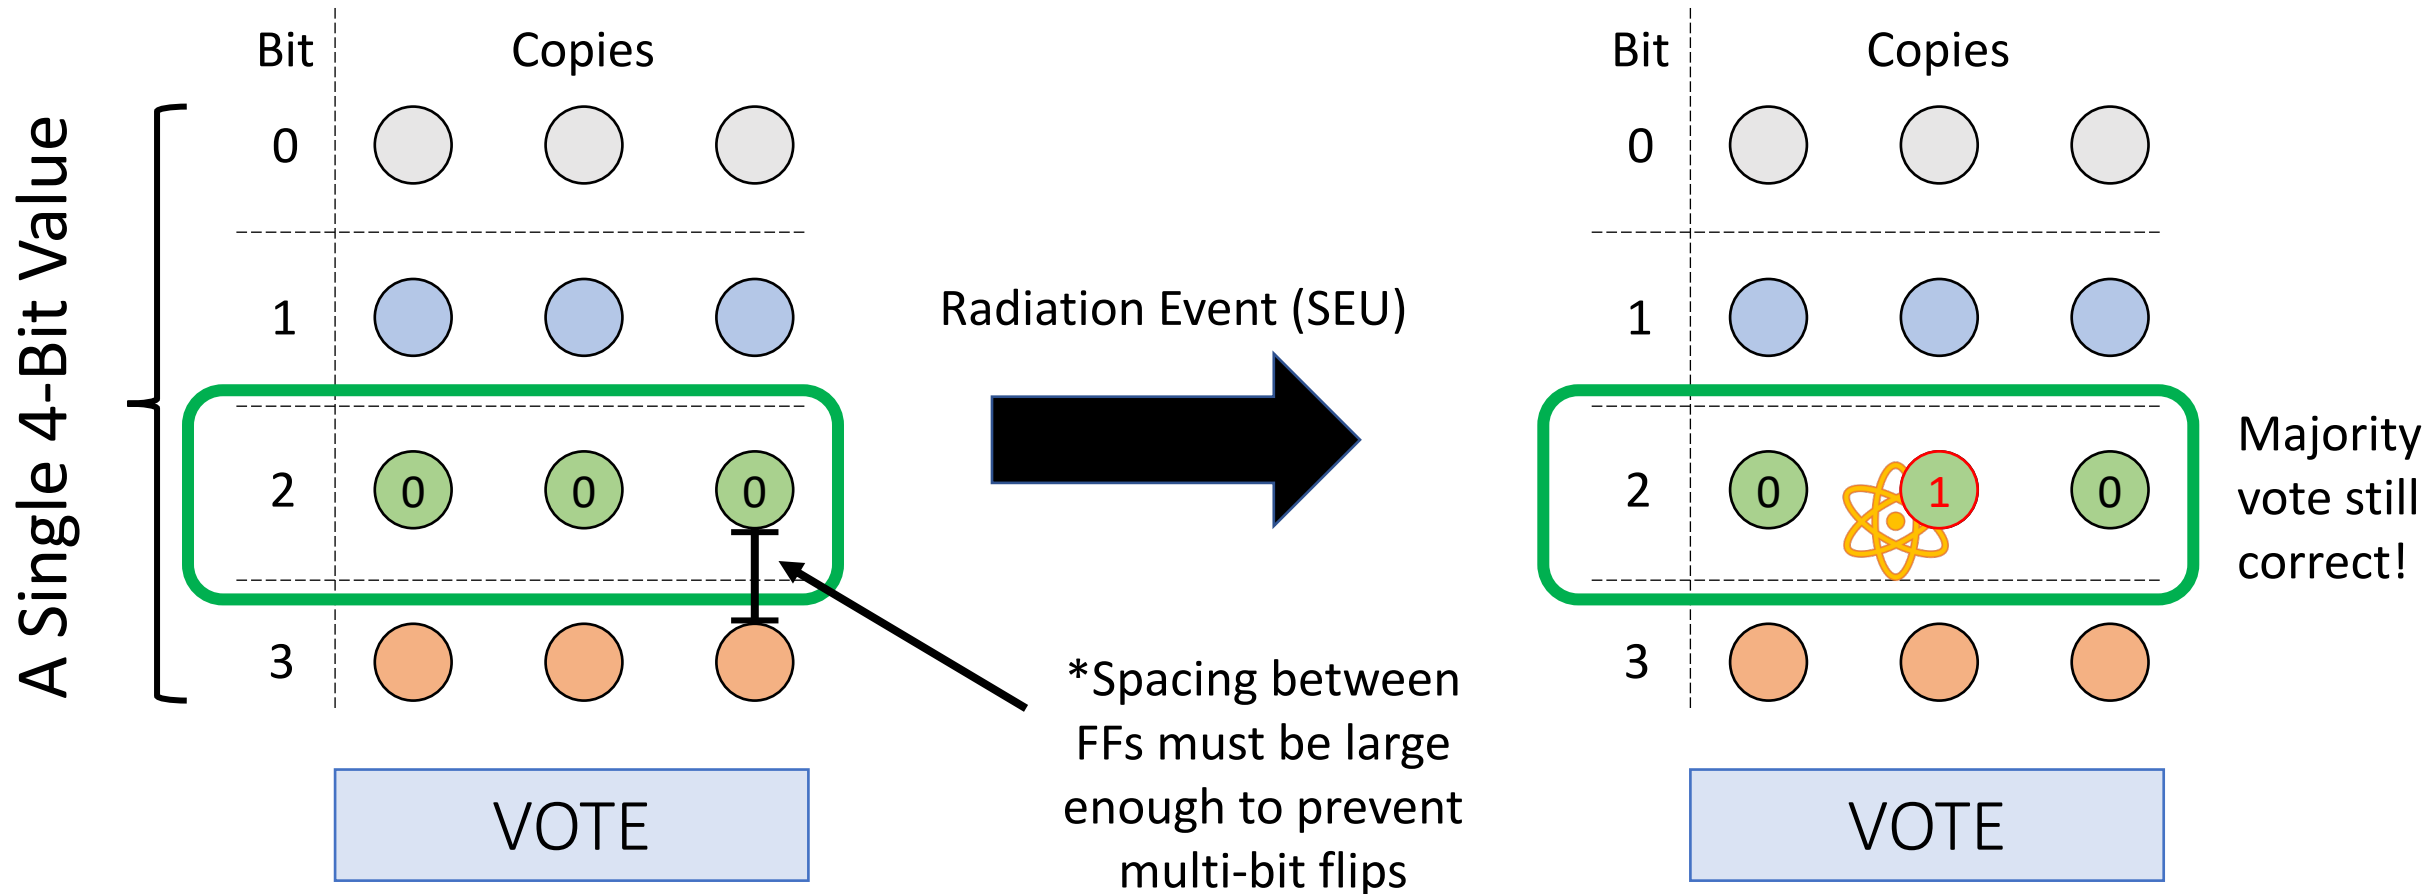 A Single 4-Bit Value
Bit Copies
0
1
2 0 0 0
3
VOTE
Radiation Event (SEU)
*Spacing between
FFs must be large
enough to prevent
multi-bit flips
Bit Copies
0
1
2 0 1 0
3
VOTE
Majority
vote still
correct!